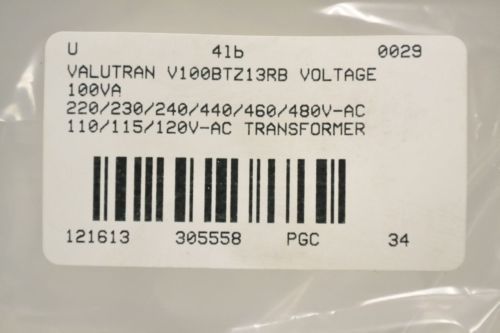 U 4lb 0029
VALUTRAN V100BTZ13RB VOLTAGE
100VA
220/230/240/440/460/480V-AC
110/115/120V-AC TRANSFORMER
121613 305558 PGC 34